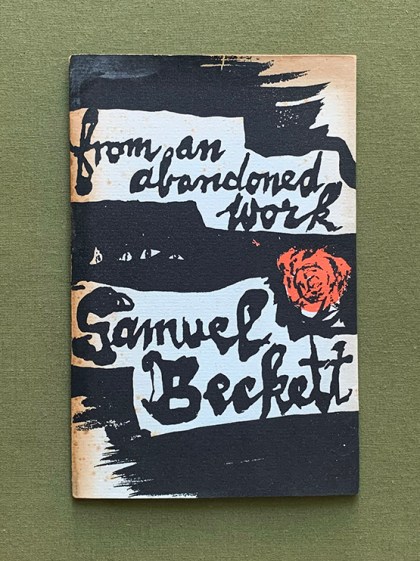 from an
abandoned
work
Samuel
Beckett